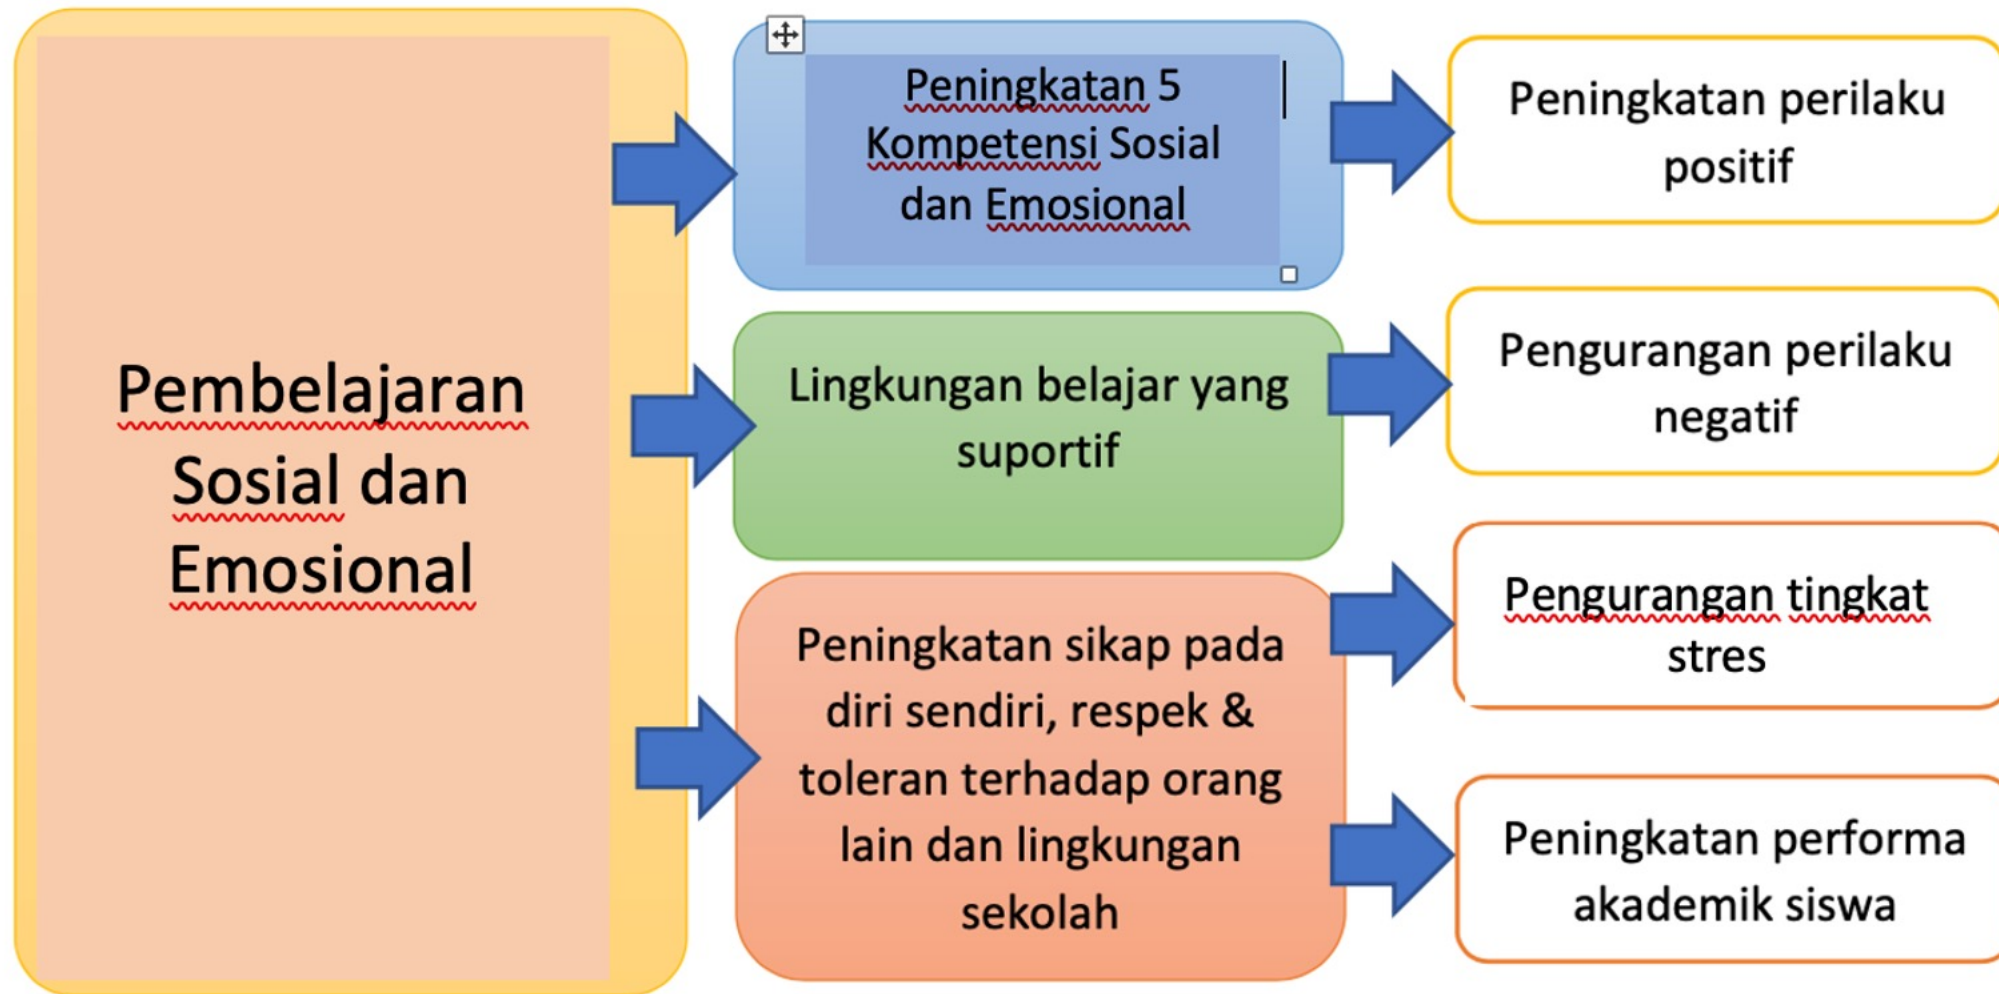 Pembelajaran
Sosial dan
Emosional
Peningkatan 5
Kompetensi Sosial
dan Emosional
Lingkungan belajar yang
suportif
Peningkatan sikap pada
diri sendiri, respek &
toleran terhadap orang
lain dan lingkungan
sekolah
Peningkatan perilaku
positif
Pengurangan perilaku
negatif
Pengurangan tingkat
stres
Peningkatan performa
akademik siswa